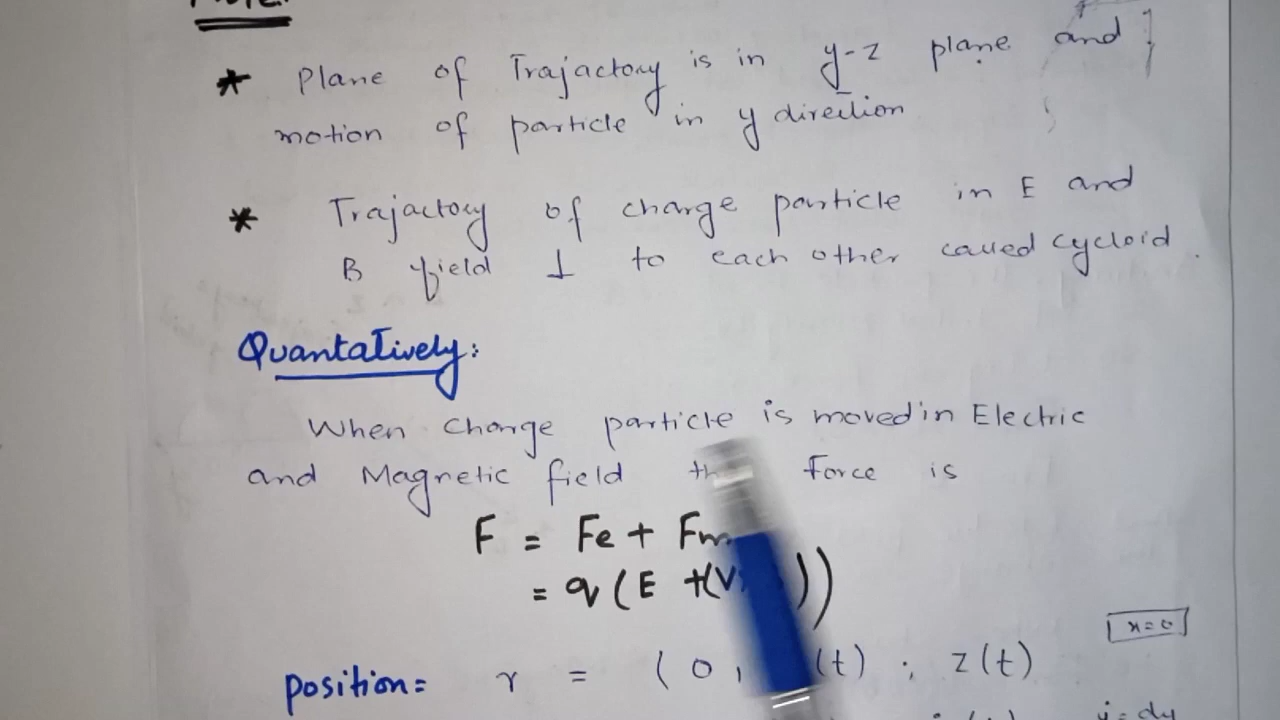 * Plane of Trajactory is in y-z plane and
motion of particle in y direction
* Trajactory of charge particle in E and
B field ⊥ to each other called cycloid.
Quantatively:
When charge particle is moved in Electric
and Magnetic field Force is
F = Fe + Fm
= q(E +(V ))
x=0
position= r = (0, (t), z(t)